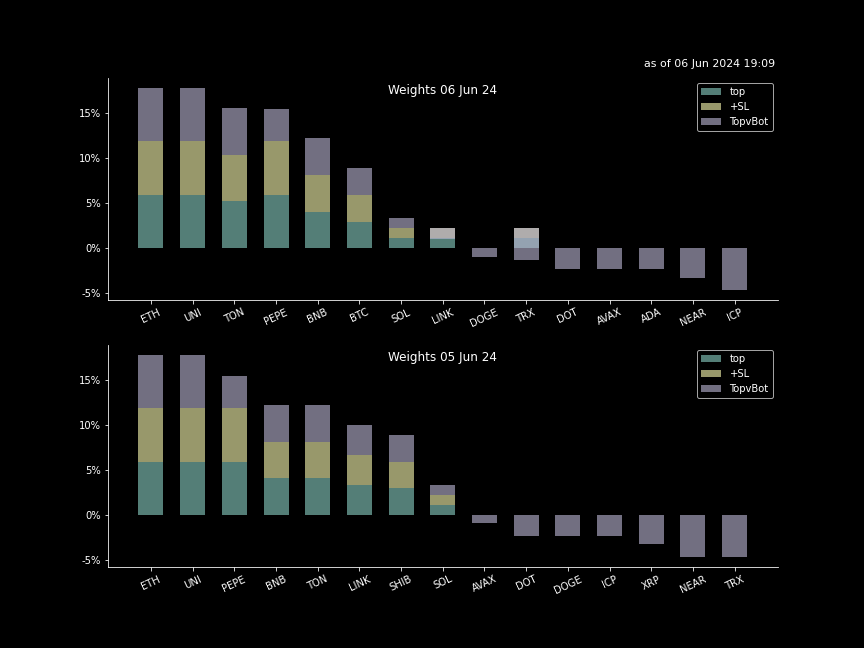 as of 06 Jun 2024 19:09
Weights 06 Jun 24
top
+SL
TopvBot
15%
10%
5%
0%
-5%
ETH UNI TON PEPE BNB BTC SOL LINK DOGE TRX DOT AVAX ADA NEAR ICP
Weights 05 Jun 24
top
+SL
TopvBot
15%
10%
5%
0%
-5%
ETH UNI PEPE BNB TON LINK SHIB SOL AVAX DOT DOGE ICP XRP NEAR TRX